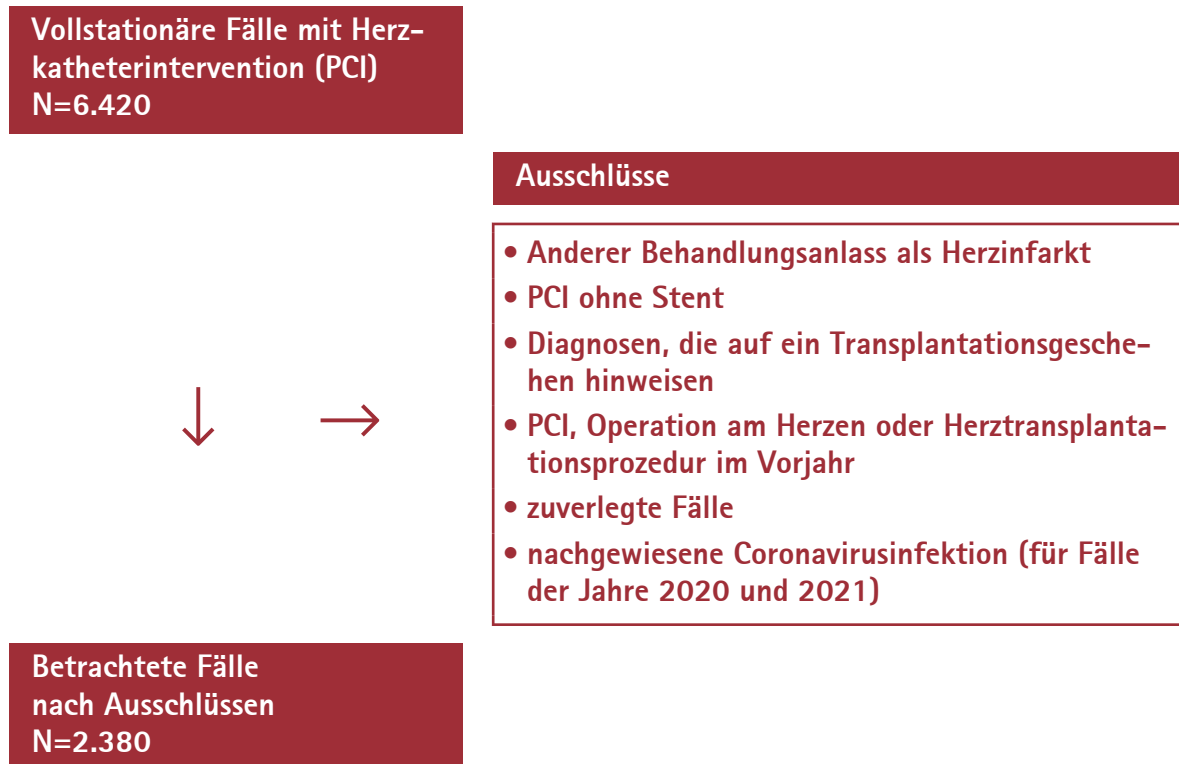 Vollstationäre Fälle mit Herz-
katheterintervention (PCI)
N=6.420
Ausschlüsse
• Anderer Behandlungsanlass als Herzinfarkt
• PCI ohne Stent
• Diagnosen, die auf ein Transplantationsgesche-
hen hinweisen
• PCI, Operation am Herzen oder Herztransplanta-
tionsprozedur im Vorjahr
• zuverlegte Fälle
• nachgewiesene Coronavirusinfektion (für Fälle
der Jahre 2020 und 2021)
Betrachtete Fälle
nach Ausschlüssen
N=2.380